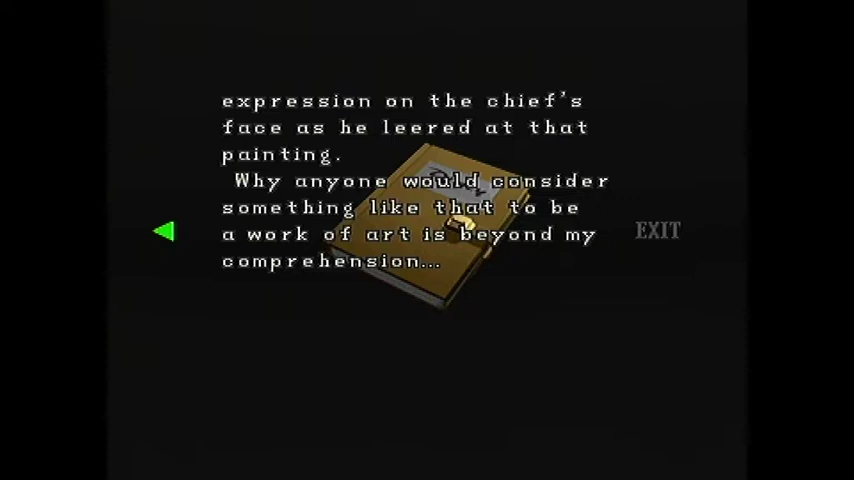 expression on the chief's
face as he leered at that
painting.
Why anyone would consider
something like that to be
a work of art is beyond my
comprehension...
EXIT